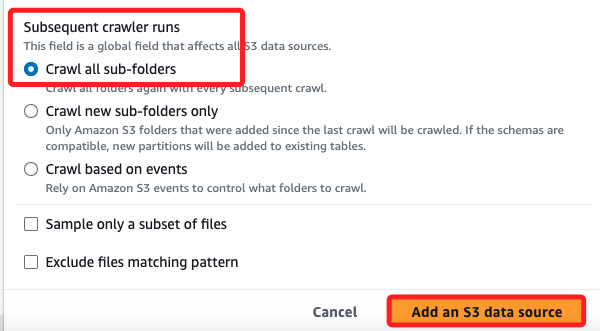 Subsequent crawler runs
This field is a global field that affects all S3 data sources.
Crawl all sub-folders
Crawl all folders again with every subsequent crawl.
Crawl new sub-folders only
Only Amazon S3 folders that were added since the last crawl will be crawled. If the schemas are
compatible, new partitions will be added to existing tables.
Crawl based on events
Rely on Amazon S3 events to control what folders to crawl.
Sample only a subset of files
Exclude files matching pattern
Cancel
Add an S3 data source